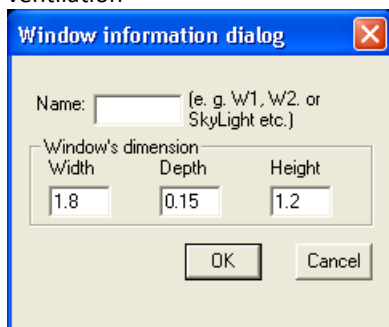 ventilation
Window information dialog
Name: (e. g. W1, W2. or
SkyLight etc.)
Window's dimension
Width Depth Height
1.8 0.15 1.2
OK Cancel